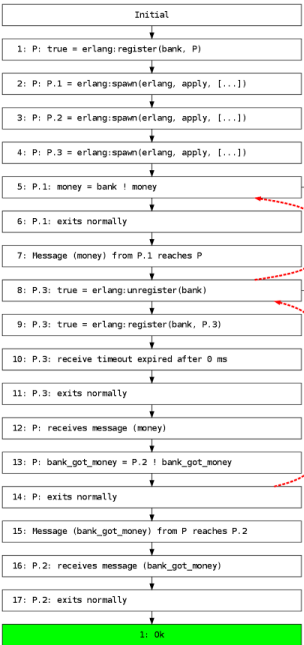 Initial
1: P: true = erlang:register(bank, P)
2: P: P.1 = erlang:spawn(erlang, apply, [...])
3: P: P.2 = erlang:spawn(erlang, apply, [...])
4: P: P.3 = erlang:spawn(erlang, apply, [...])
5: P.1: money = bank ! money
6: P.1: exits normally
7: Message (money) from P.1 reaches P
8: P.3: true = erlang:unregister(bank)
9: P.3: true = erlang:register(bank, P.3)
10: P.3: receive timeout expired after 0 ms
11: P.3: exits normally
12: P: receives message (money)
13: P: bank_got_money = P.2 ! bank_got_money
14: P: exits normally
15: Message (bank_got_money) from P reaches P.2
16: P.2: receives message (bank_got_money)
17: P.2: exits normally
1: Ok